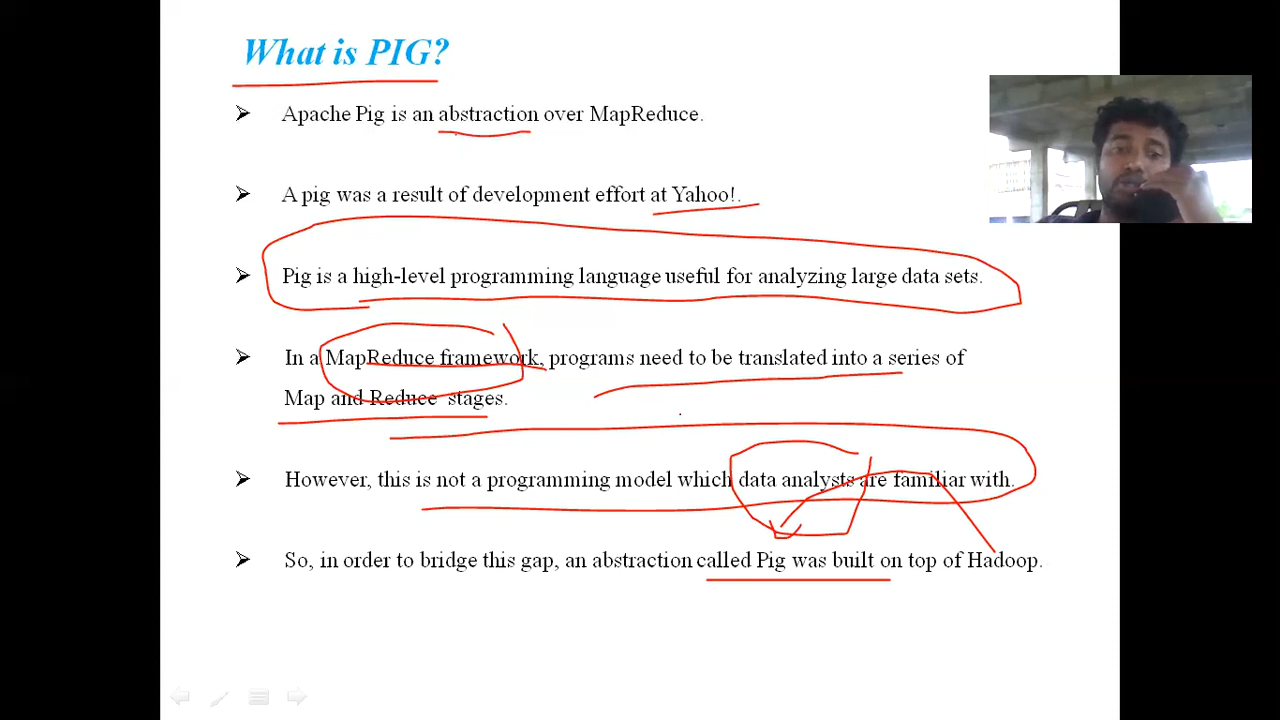 What is PIG?
➢ Apache Pig is an abstraction over MapReduce.
➢ A pig was a result of development effort at Yahoo!.
➢ Pig is a high-level programming language useful for analyzing large data sets.
➢ In a MapReduce framework, programs need to be translated into a series of
Map and Reduce stages.
➢ However, this is not a programming model which data analysts are familiar with.
➢ So, in order to bridge this gap, an abstraction called Pig was built on top of Hadoop.